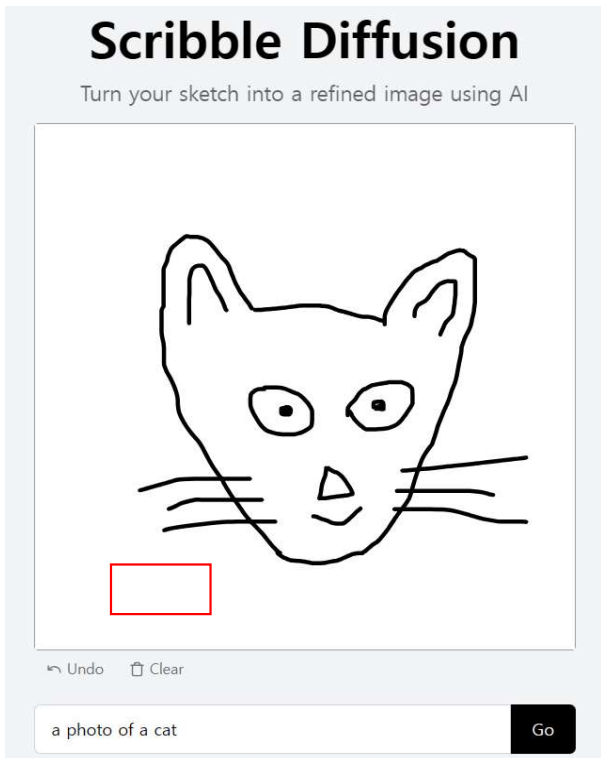 Scribble Diffusion
Turn your sketch into a refined image using AI
Undo Clear
a photo of a cat Go